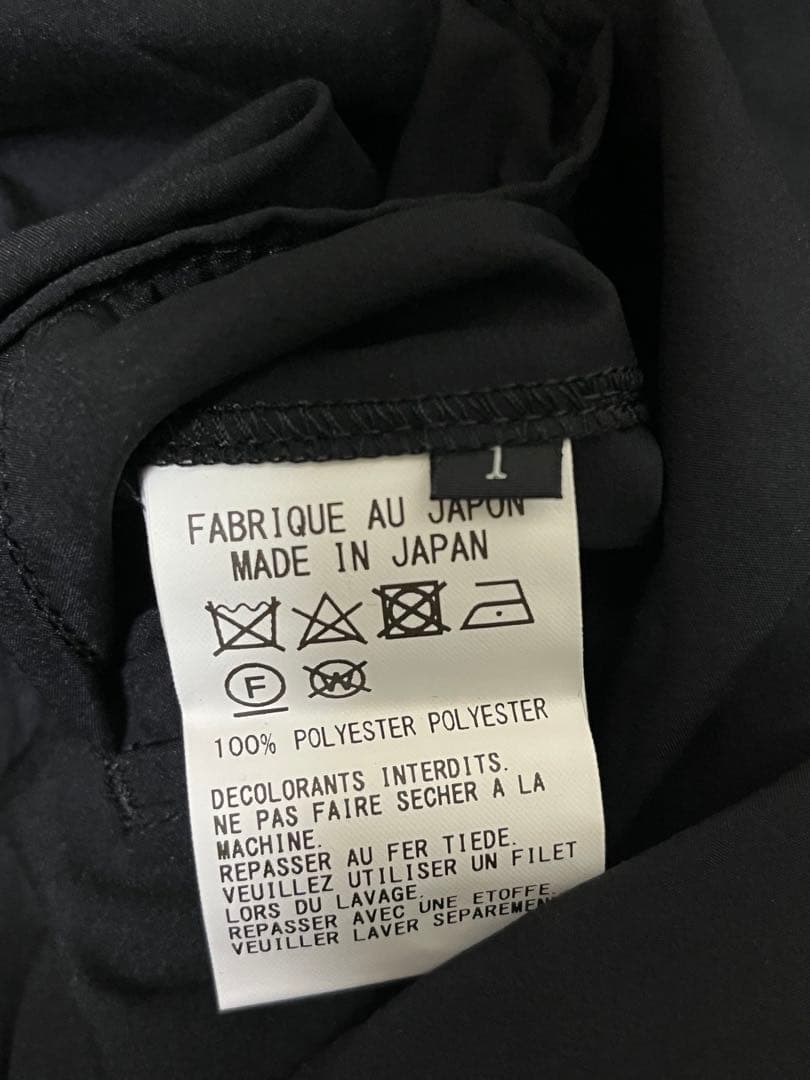 1
FABRIQUE AU JAPON
MADE IN JAPAN
F
W
100% POLYESTER POLYESTER
DECOLORANTS INTERDITS.
NE PAS FAIRE SECHER A LA
MACHINE.
REPASSER AU FER TIEDE.
VEUILLEZ UTILISER UN FILET
LORS DU LAVAGE.
REPASSER AVEC UNE ETOFFE.
VEUILLER LAVER SEPAREMEN